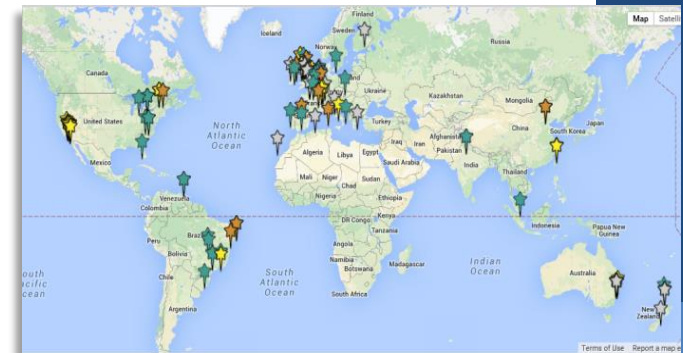 Finland
Iceland
Sweden
Map Satelli
Norway
Russia
Canada
Ukraine
Kazakhstan
Mongolia
North
Atlantic
Ocean
United States
Turkey
China
South Korea
Japan
Afghanistan
Iraq
Iran
Pakistan
Algeria
Libya
Egypt
Saudi Arabia
Mexico
India
Thailand
Mali
Niger
Sudan
Chad
Nigeria
Ethiopia
Venezuela
Colombia
DR Congo
Kenya
Tanzania
Indonesia
Papua New
Guinea
Brazil
Peru
Bolivia
Angola
Namibia
Botswana
Madagascar
Indian
Ocean
Australia
Chile
South
Atlantic
Ocean
South Africa
outh
acific
cean
Argentina
New
Zealand
Terms of Use Report a map e